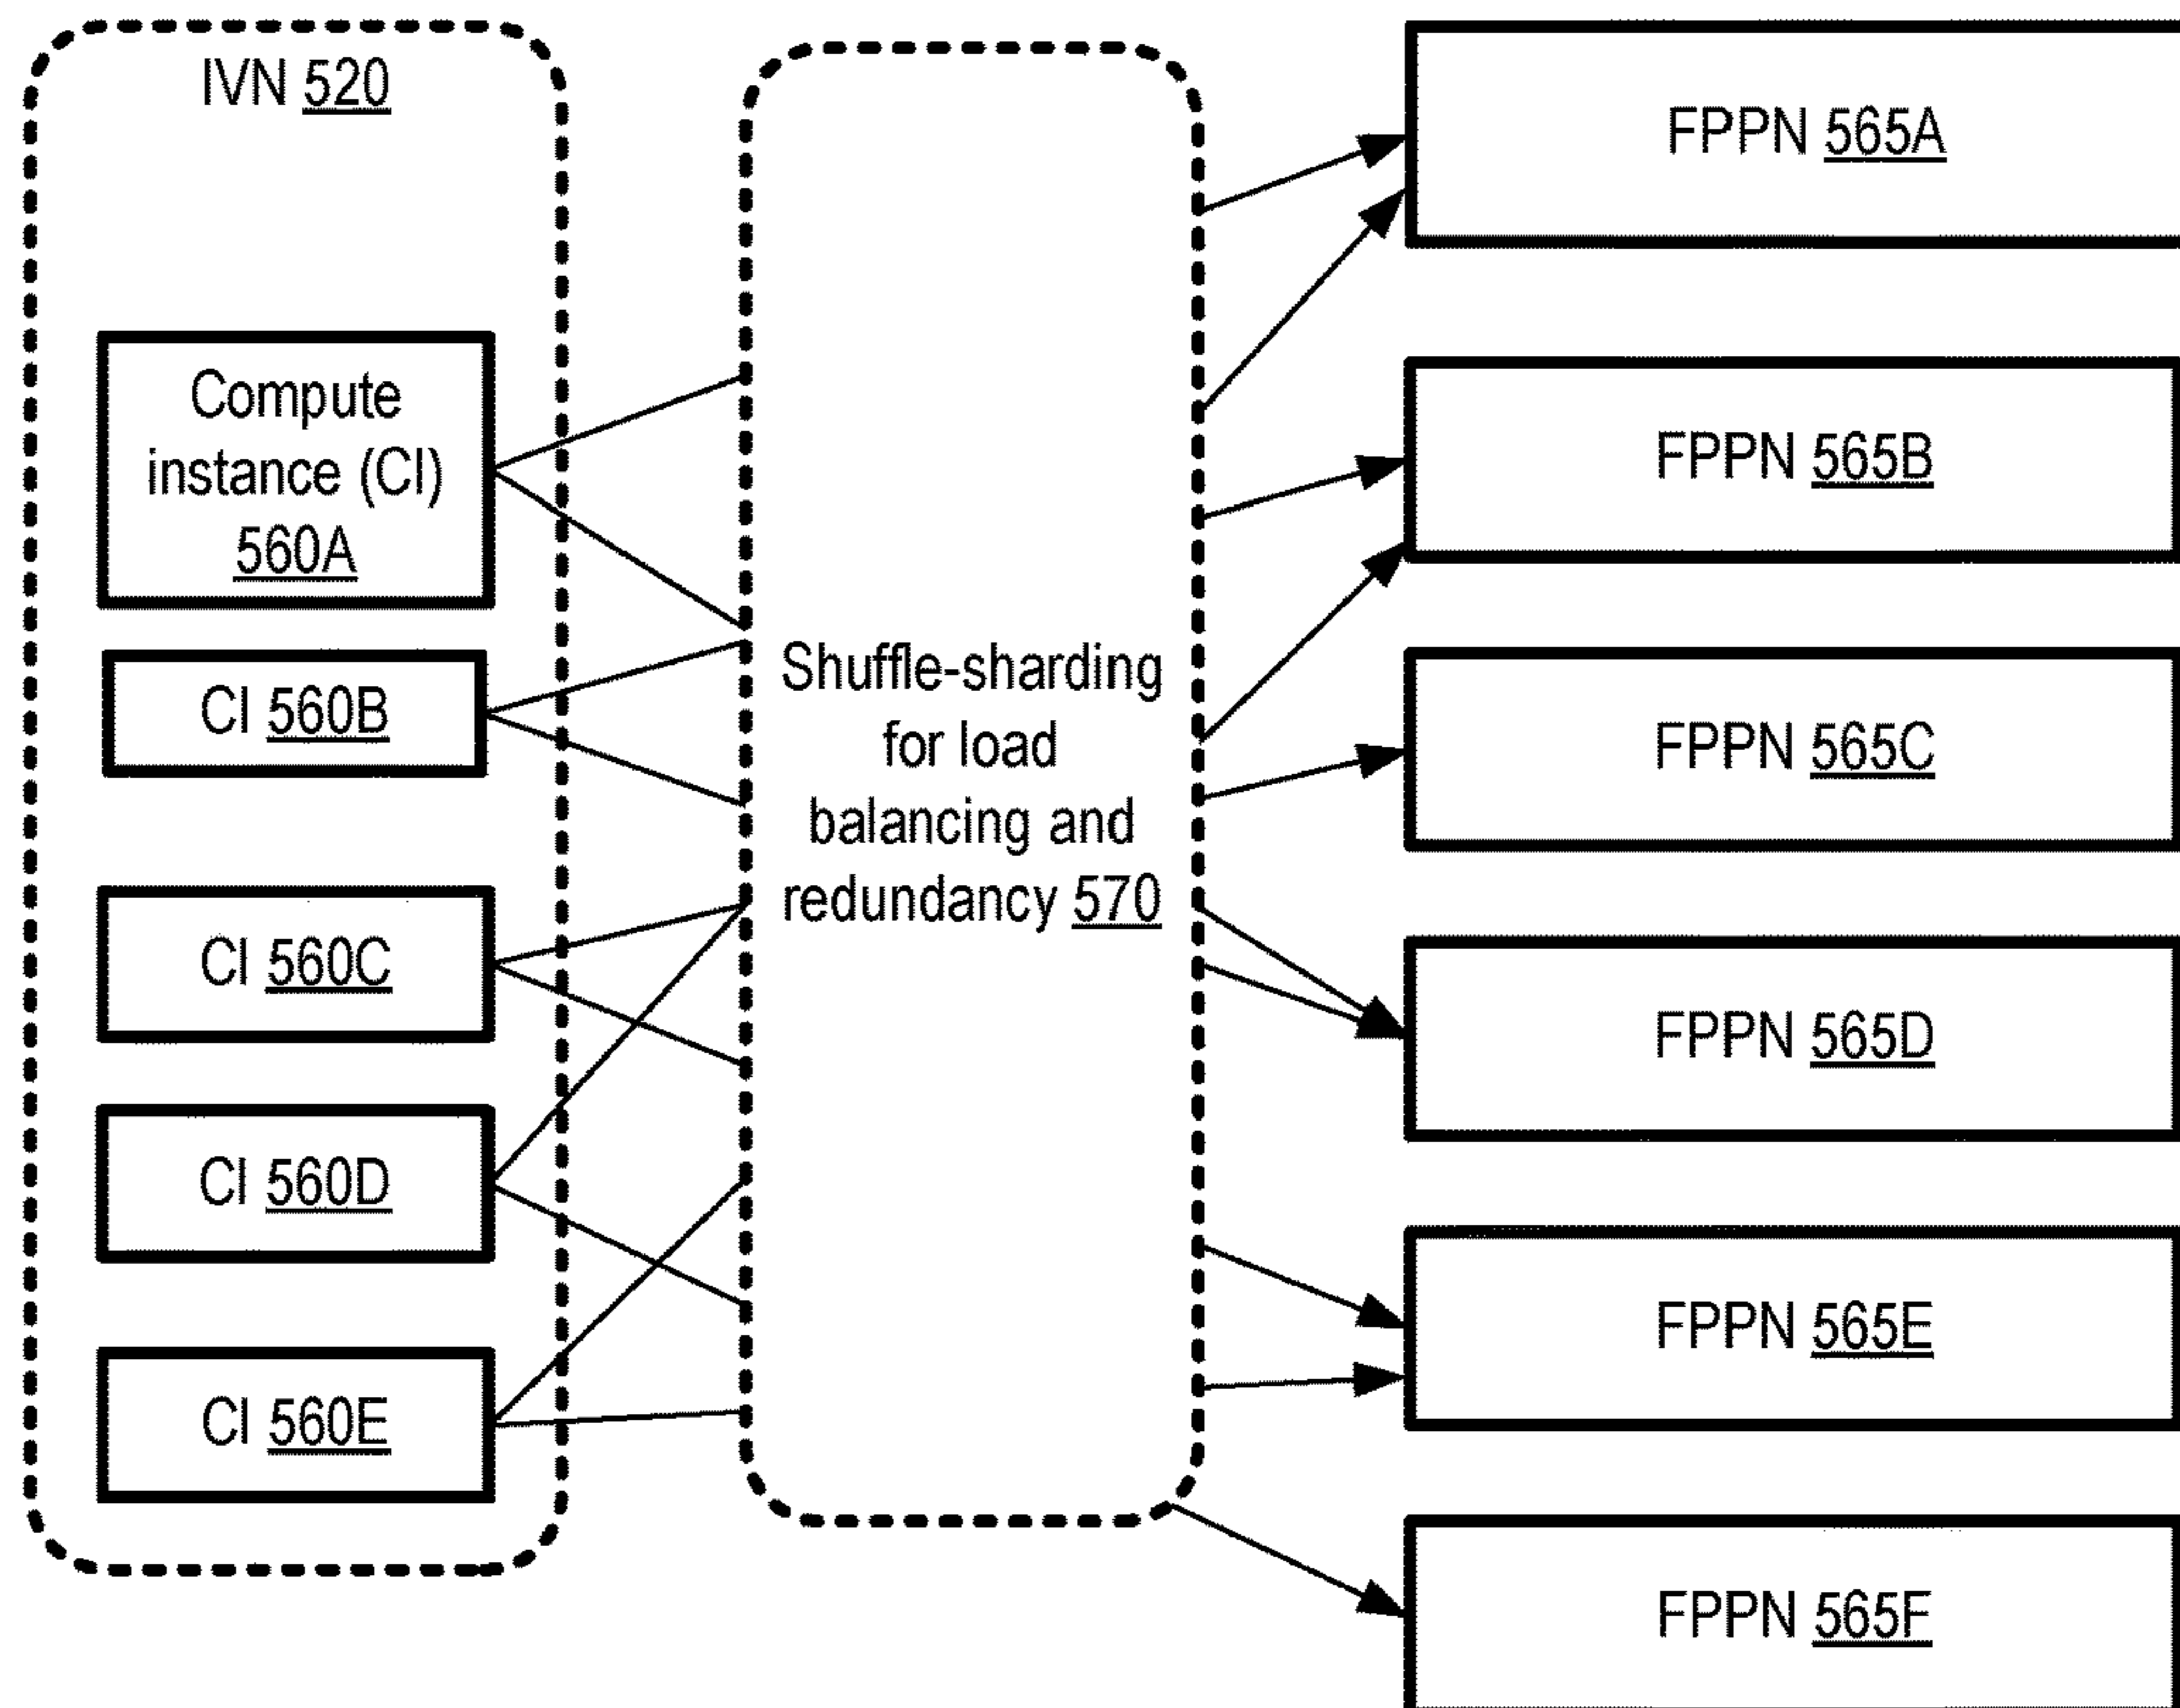 IVN 520
Compute
instance (CI)
560A
CI 560B
CI 560C
CI 560D
CI 560E
Shuffle-sharding
for load
balancing and
redundancy 570
FPPN 565A
FPPN 565B
FPPN 565C
FPPN 565D
FPPN 565E
FPPN 565F